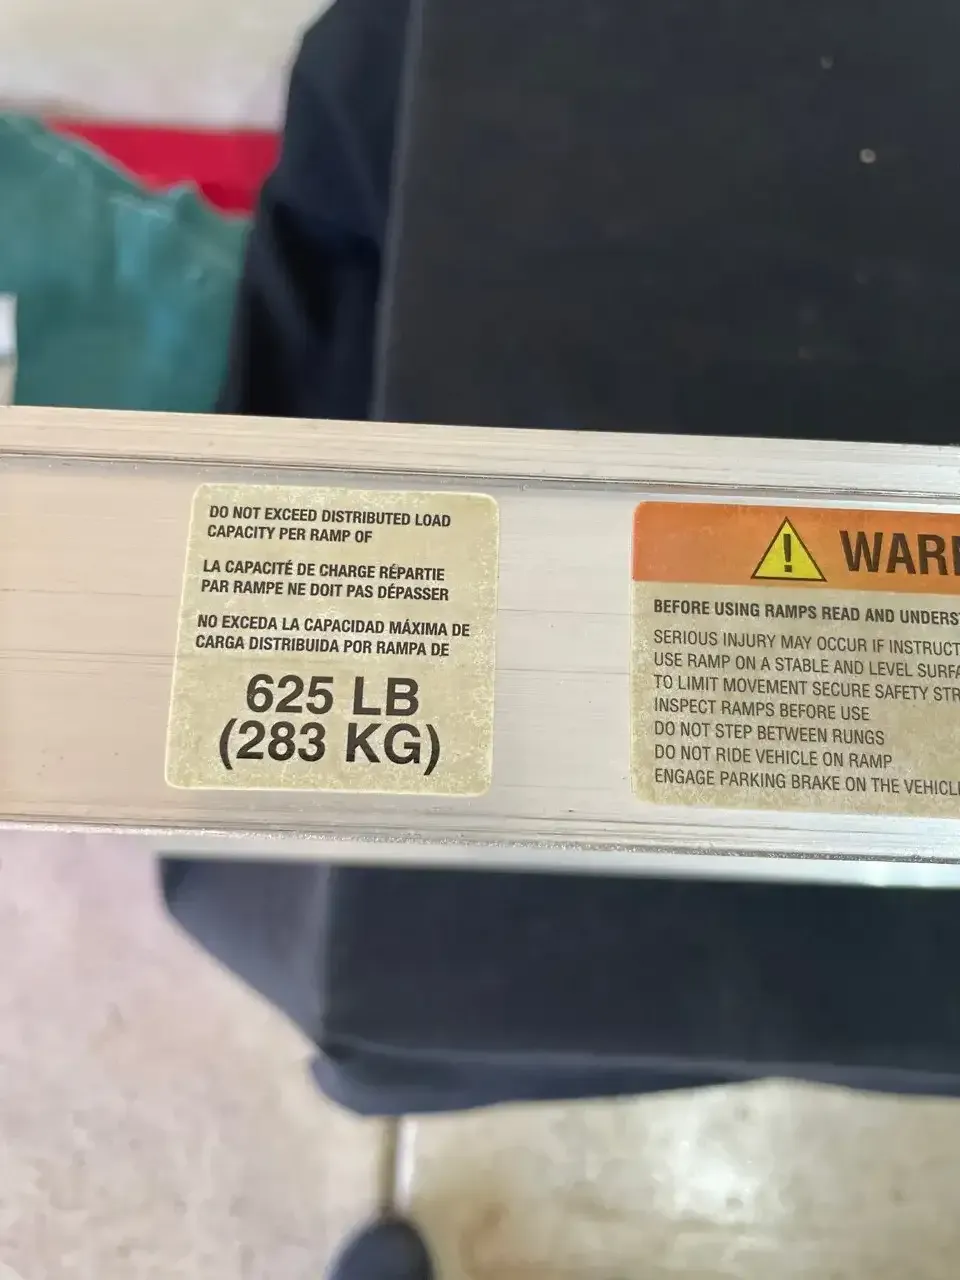 DO NOT EXCEED DISTRIBUTED LOAD
CAPACITY PER RAMP OF
LA CAPACITÉ DE CHARGE RÉPARTIE
PAR RAMPE NE DOIT PAS DÉPASSER
NO EXCEDA LA CAPACIDAD MÁXIMA DE
CARGA DISTRIBUIDA POR RAMPA DE
625 LB
(283 KG)
BEFORE USING RAMPS READ AND
SERIOUS INJURY MAY OCCUR IF
USE RAMP ON A STABLE AND LEVEL
TO LIMIT MOVEMENT SECURE SAFETY
INSPECT RAMPS BEFORE USE
DO NOT STEP BETWEEN RUNGS
DO NOT RIDE VEHICLE ON RAMP
ENGAGE PARKING BRAKE ON THE